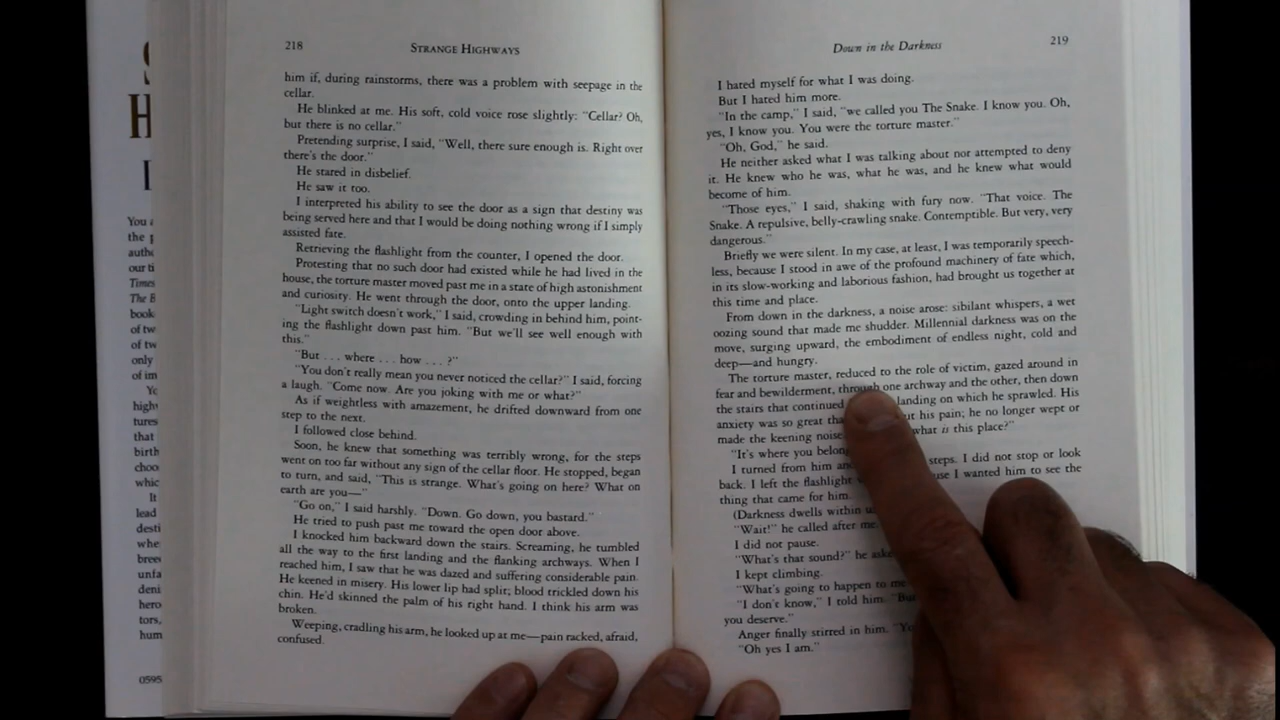 218
STRANGE HIGHWAYS
him if, during rainstorms, there was a problem with seepage in the
cellar.
He blinked at me. His soft, cold voice rose slightly: "Cellar? Oh,
but there is no cellar."
Pretending surprise, I said, "Well, there sure enough is. Right over
there's the door."
He stared in disbelief.
He saw it too.
I interpreted his ability to see the door as a sign that destiny was
being served here and that I would be doing nothing wrong if I simply
assisted fate.
Retrieving the flashlight from the counter, I opened the door.
Protesting that no such door had existed while he had lived in the
house, the torture master moved past me in a state of high astonishment
and curiosity. He went through the door, onto the upper landing.
"Light switch doesn't work," I said, crowding in behind him, point-
ing the flashlight down past him. "But we'll see well enough with
this."
"But . . . where . . . how . . . ?"
"You don't really mean you never noticed the cellar?" I said, forcing
a laugh. "Come now. Are you joking with me or what?"
As if weightless with amazement, he drifted downward from one
step to the next.
I followed close behind.
Soon, he knew that something was terribly wrong, for the steps
went on too far without any sign of the cellar floor. He stopped, began
to turn, and said, "This is strange. What's going on here? What on
earth are you—"
"Go on," I said harshly. "Down. Go down, you bastard."
He tried to push past me toward the open door above.
I knocked him backward down the stairs. Screaming, he tumbled
all the way to the first landing and the flanking archways. When I
reached him, I saw that he was dazed and suffering considerable pain.
He keened in misery. His lower lip had split; blood trickled down his
chin. He'd skinned the palm of his right hand. I think his arm was
broken.
Weeping, cradling his arm, he looked up at me—pain racked, afraid,
confused.
Down in the Darkness
219
I hated myself for what I was doing.
But I hated him more.
"In the camp," I said, "we called you The Snake. I know you. Oh,
yes, I know you. You were the torture master."
"Oh, God," he said.
He neither asked what I was talking about nor attempted to deny
it. He knew who he was, what he was, and he knew what would
become of him.
"Those eyes," I said, shaking with fury now. "That voice. The
Snake. A repulsive, belly-crawling snake. Contemptible. But very, very
dangerous."
Briefly we were silent. In my case, at least, I was temporarily speech-
less, because I stood in awe of the profound machinery of fate which,
in its slow-working and laborious fashion, had brought us together at
this time and place.
From down in the darkness, a noise arose: sibilant whispers, a wet
oozing sound that made me shudder. Millennial darkness was on the
move, surging upward, the embodiment of endless night, cold and
deep—and hungry.
The torture master, reduced to the role of victim, gazed around in
fear and bewilderment, through one archway and the other, then down
the stairs that continued landing on which he sprawled. His
anxiety was so great his pain; he no longer wept or
made the keening noise what is this place?"
"It's where you
I turned from him steps. I did not stop or look
back. I left the flashlight I wanted him to see the
thing that came for him.
(Darkness dwells within
"Wait!" he called after me
I did not pause.
"What's that sound?" he
I kept climbing.
"What's going to happen to me
"I don't know," I told him.
you deserve."
Anger finally stirred in him.
"Oh yes I am."
You
the
our
Times
The
book
of
of
only
of
that
It
lead
hero
0595